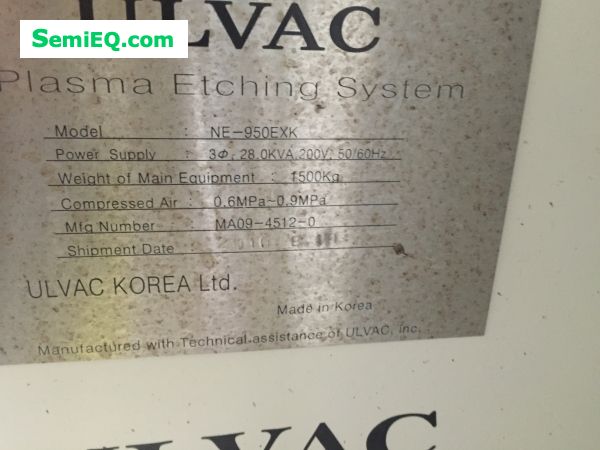 ULVAC
SemiEQ.com
Plasma Etching System
Model : NE-950EXK
Power Supply : 3Φ, 28.0KVA,200V, 50/60Hz
Weight of Main Equipment : 1500Kg
Compressed Air : 0.6MPa~0.9MPa
Mfg Number : MA09-4512-0
Shipment Date :
ULVAC KOREA Ltd.
Made in Korea
Manufactured with Technical assistance of ULVAC, Inc.
ULVAC